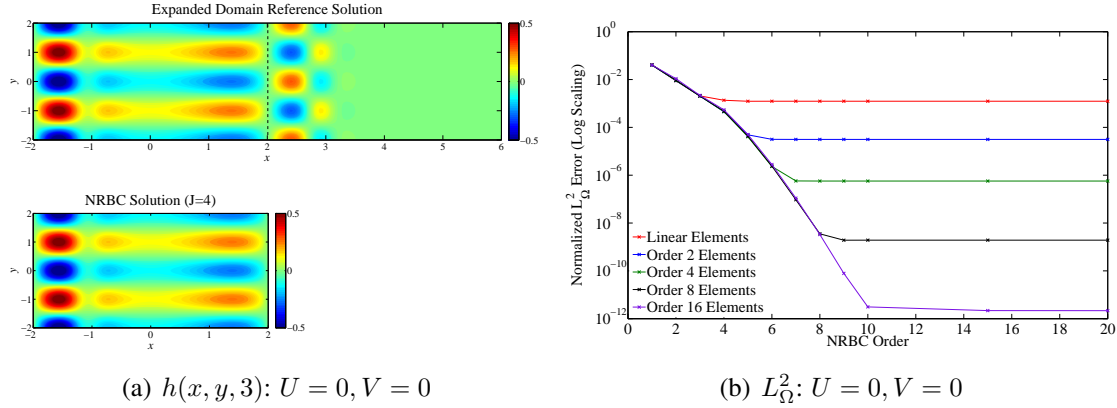 Expanded Domain Reference Solution
2
1
0
−1
−2
y
−2 −1 0 1 2 3 4 5 6
x
0.5
0
−0.5
NRBC Solution (J=4)
2
1
0
−1
−2
y
−2 −1 0 1 2
x
0.5
0
−0.5
(a) h(x, y, 3): U = 0, V = 0
Normalized L²_Ω Error (Log Scaling)
10⁰
10⁻²
10⁻⁴
10⁻⁶
10⁻⁸
10⁻¹⁰
10⁻¹²
Linear Elements
Order 2 Elements
Order 4 Elements
Order 8 Elements
Order 16 Elements
0 2 4 6 8 10 12 14 16 18 20
NRBC Order
(b) L²_Ω: U = 0, V = 0